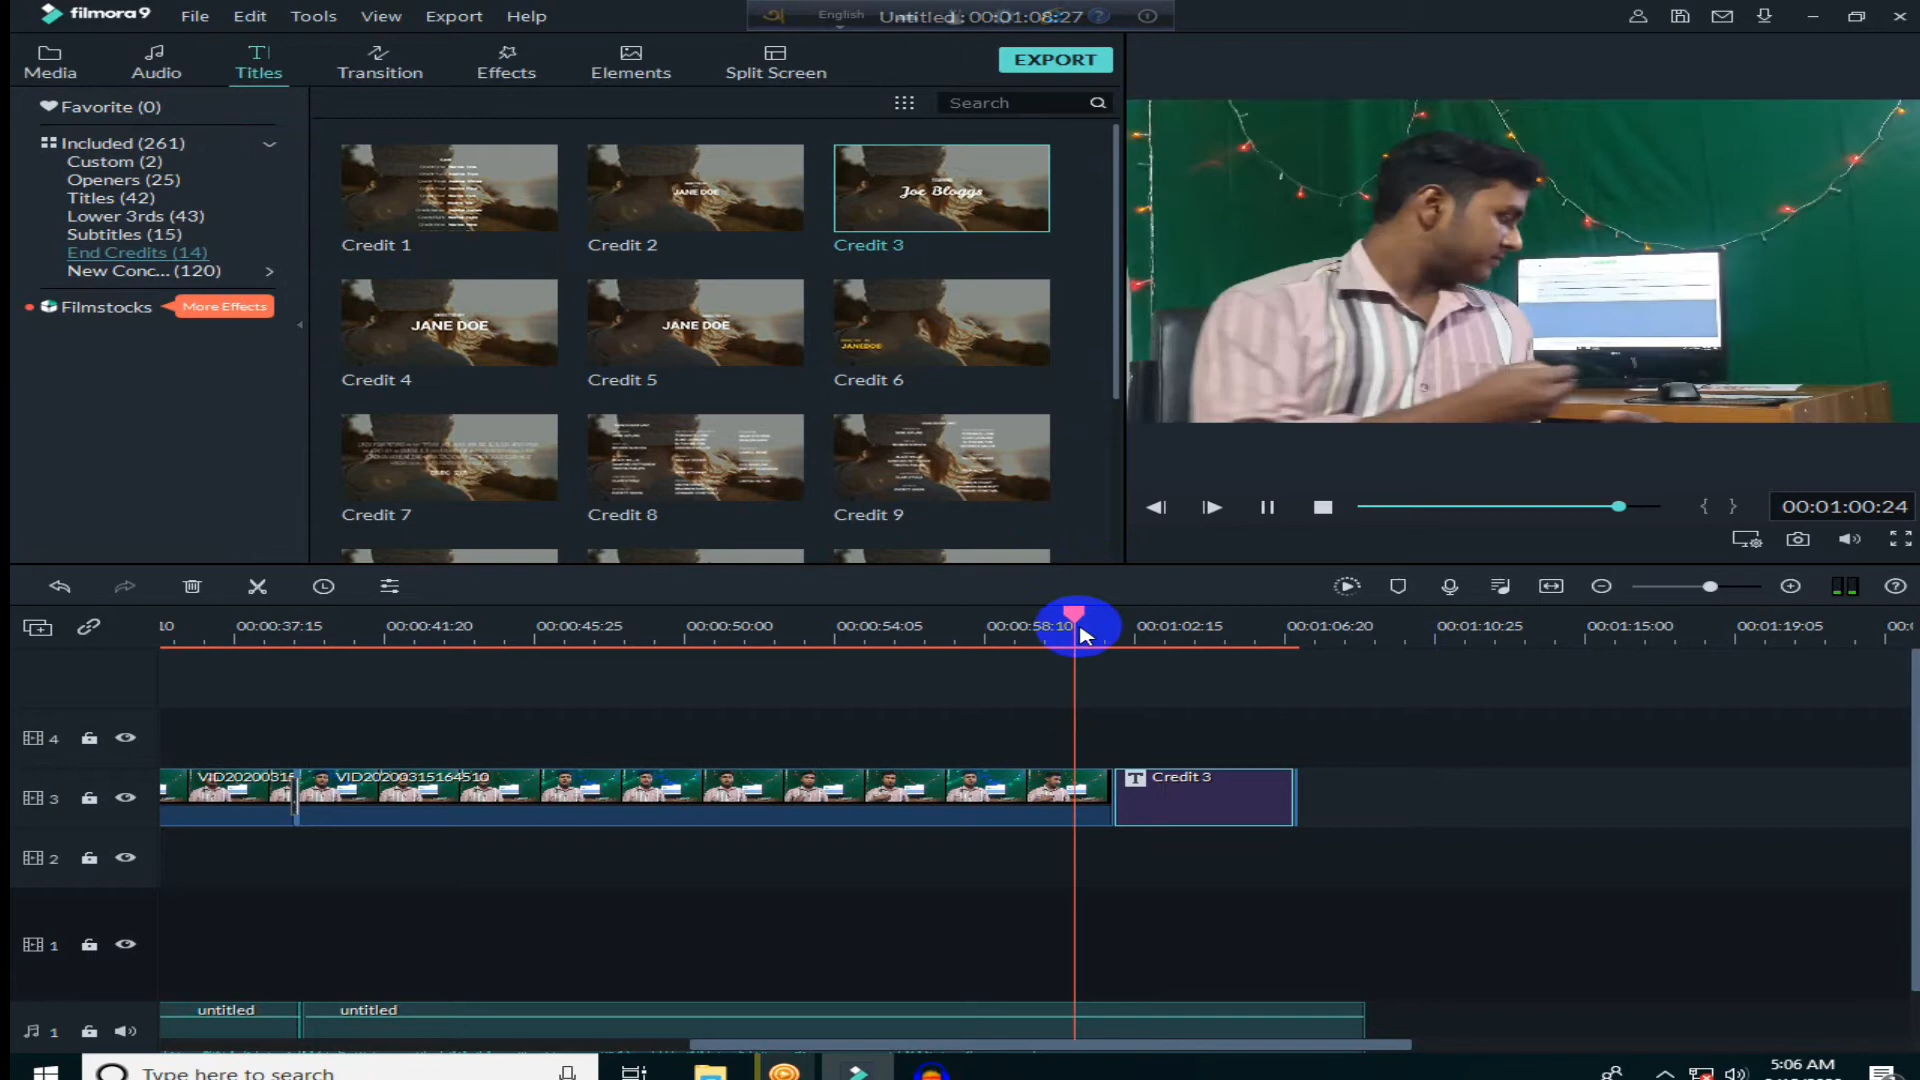 filmora9 File Edit Tools View Export Help English Untitled : 00:01:08:27
Media Audio Titles Transition Effects Elements Split Screen EXPORT
Favorite (0)
Search
Included (261)
Custom (2)
Openers (25)
Titles (42)
Lower 3rds (43)
Subtitles (15)
End Credits (14)
New Conc... (120)
Filmstocks More Effects
JANE DOE
Joe Bloggs
Credit 1 Credit 2 Credit 3
JANE DOE
JANE DOE
JANEDOE
Credit 4 Credit 5 Credit 6
Credit 7 Credit 8 Credit 9
00:01:00:24
10 00:00:37:15 00:00:41:20 00:00:45:25 00:00:50:00 00:00:54:05 00:00:58:10 00:01:02:15 00:01:06:20 00:01:10:25 00:01:15:00 00:01:19:05 00:0
4
VID2020031 VID20200315164510 Credit 3
3
2
1
untitled untitled
1
Type here to search
5:06 AM